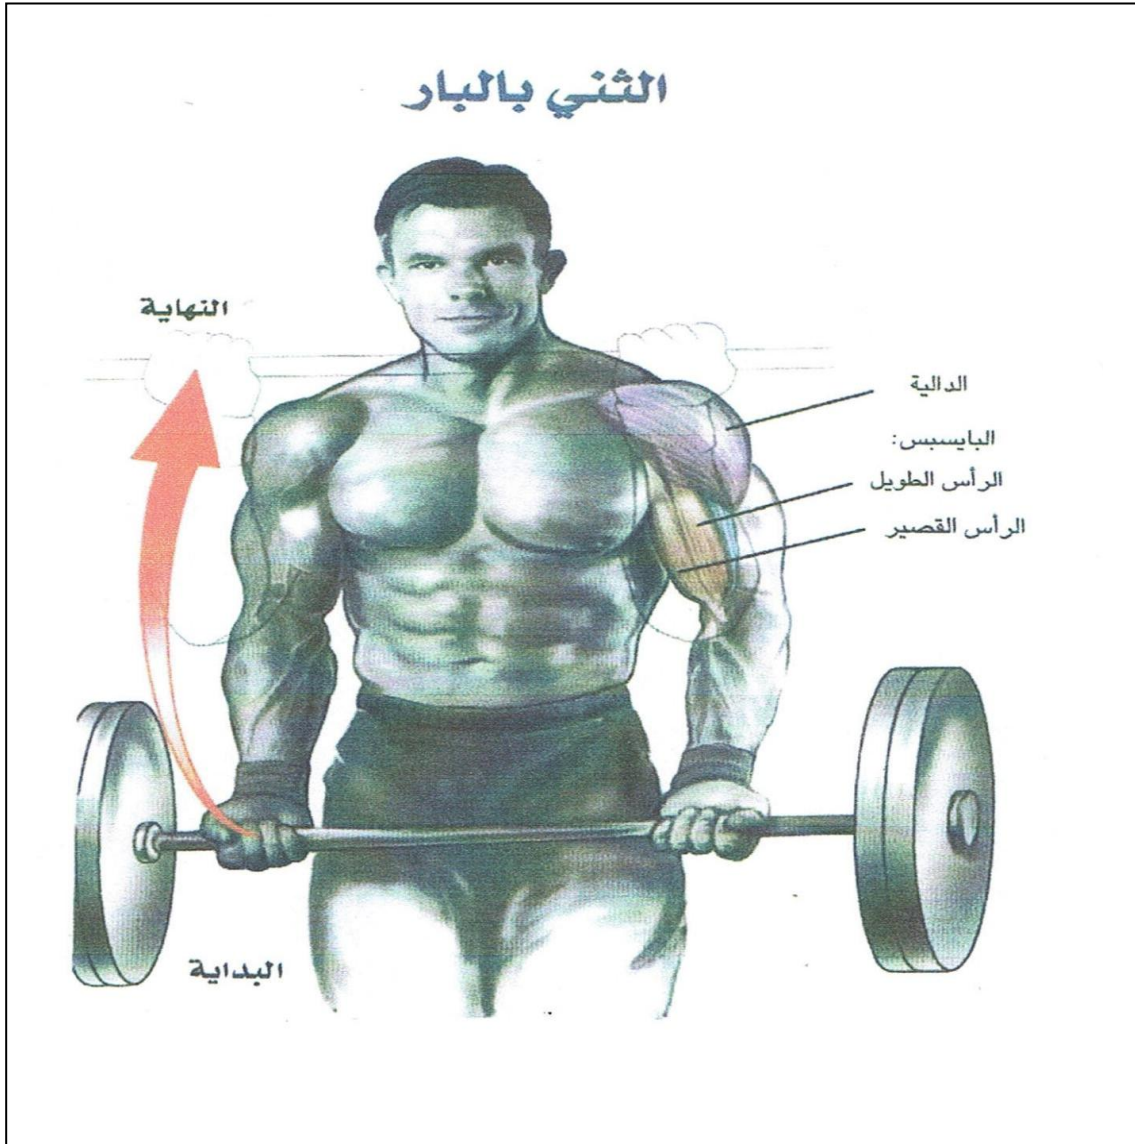 الثني بالبار
النهاية
الدالية
البايسبس:
الرأس الطويل
الرأس القصير
البداية